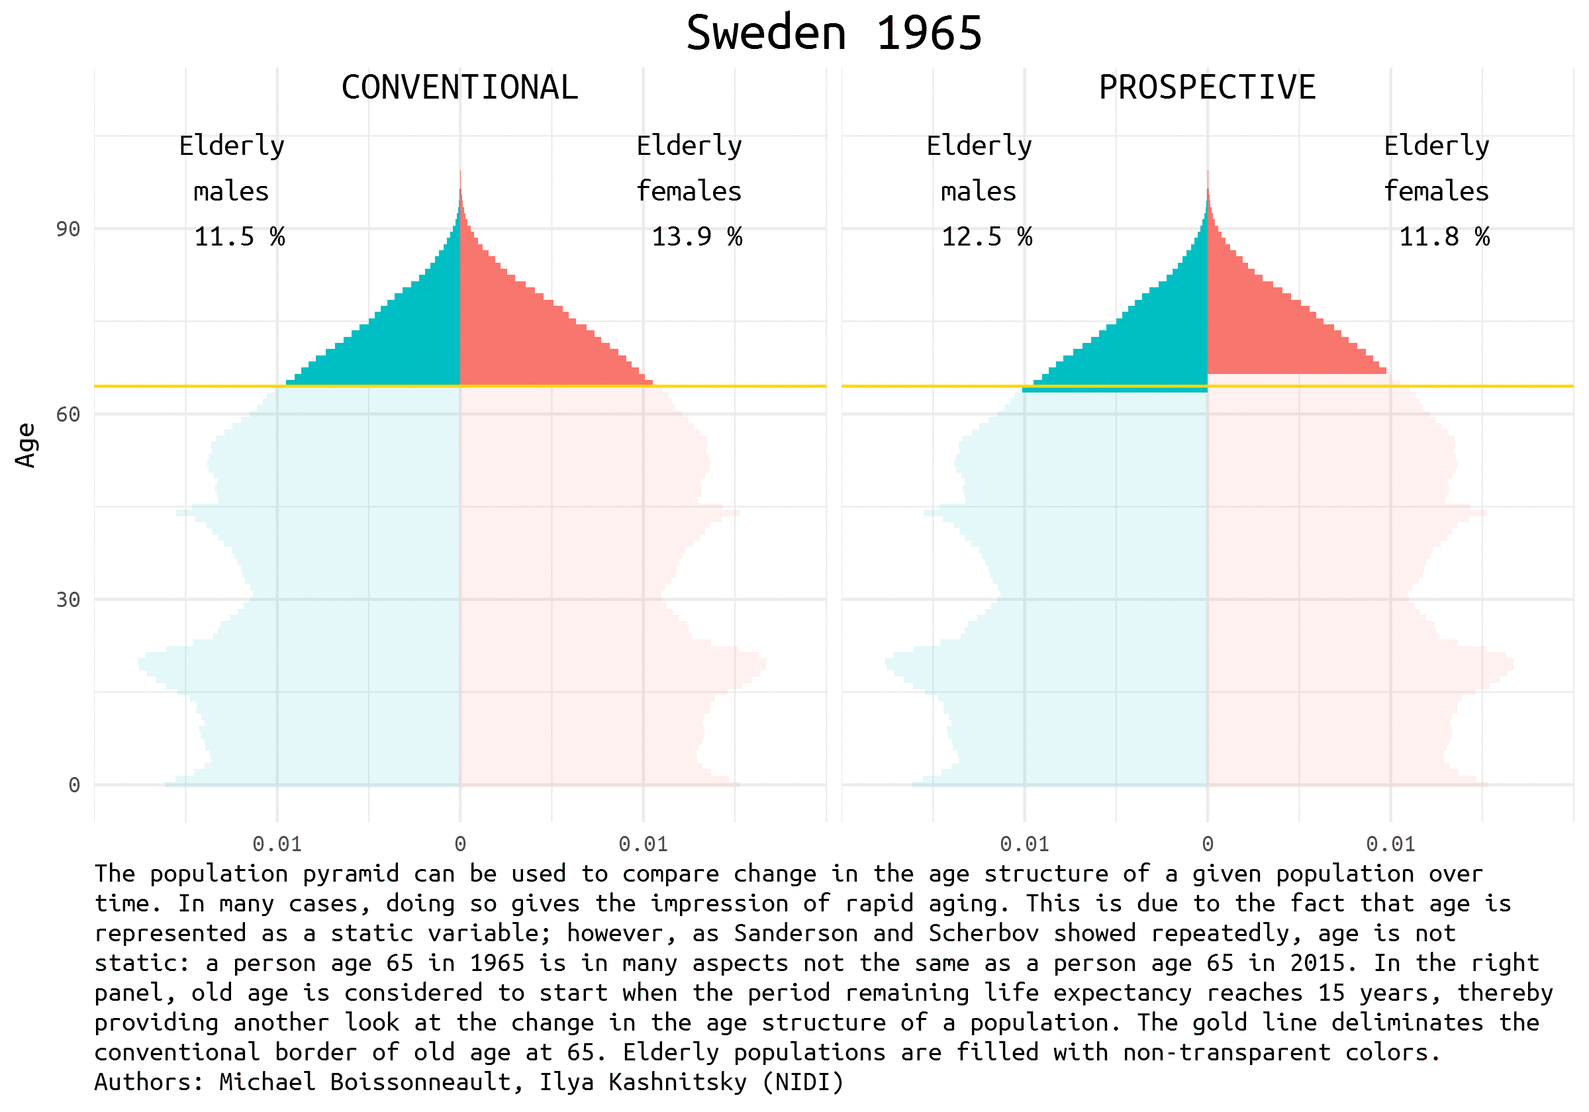 Sweden 1965
CONVENTIONAL
PROSPECTIVE
Elderly
males
11.5 %
Elderly
females
13.9 %
Elderly
males
12.5 %
Elderly
females
11.8 %
Age
90
60
30
0
0.01
0
0.01
0.01
0
0.01
The population pyramid can be used to compare change in the age structure of a given population over
time. In many cases, doing so gives the impression of rapid aging. This is due to the fact that age is
represented as a static variable; however, as Sanderson and Scherbov showed repeatedly, age is not
static: a person age 65 in 1965 is in many aspects not the same as a person age 65 in 2015. In the right
panel, old age is considered to start when the period remaining life expectancy reaches 15 years, thereby
providing another look at the change in the age structure of a population. The gold line deliminates the
conventional border of old age at 65. Elderly populations are filled with non-transparent colors.
Authors: Michael Boissonneault, Ilya Kashnitsky (NIDI)